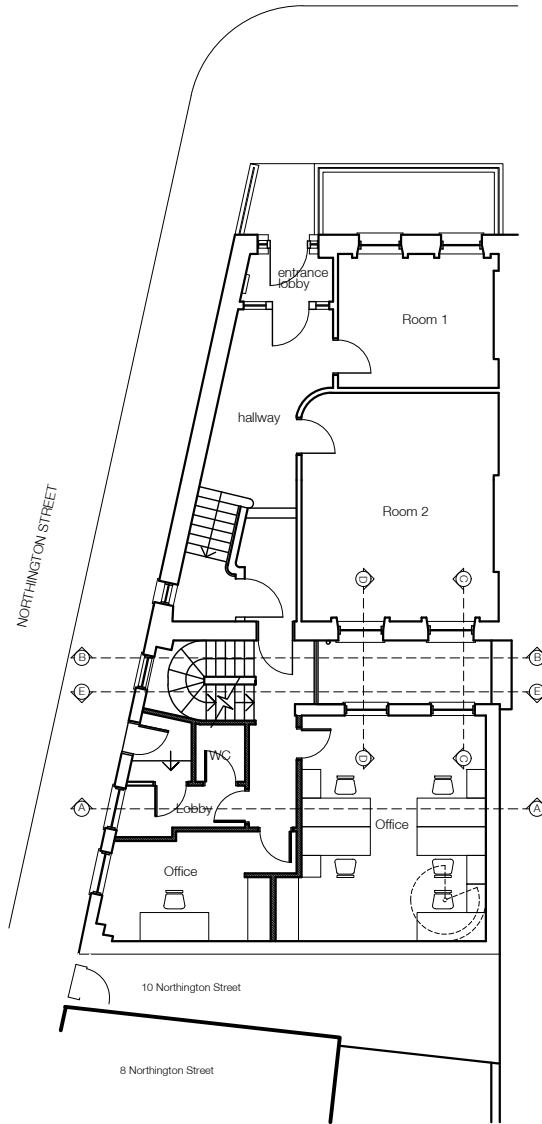 entrance
lobby
Room 1
hallway
NORTHINGTON STREET
Room 2
D
C
B
B
E
E
WC
D
C
A
Lobby
A
Office
Office
10 Northington Street
8 Northington Street